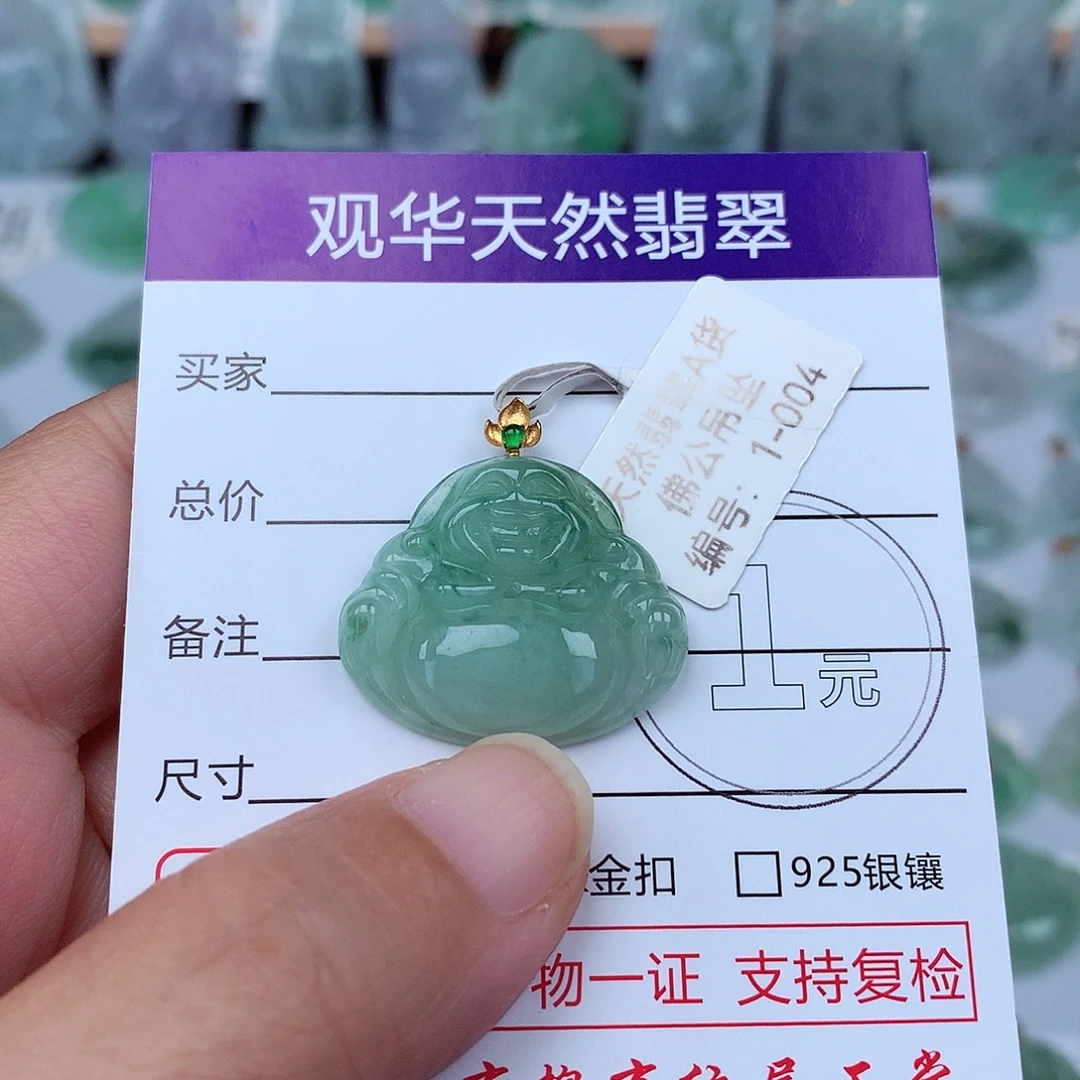 观华天然翡翠
买家
天然翡翠A货
佛公吊坠
编号: 1-004
总价
备注
1元
尺寸
金扣 925银镶
物一证 支持复检